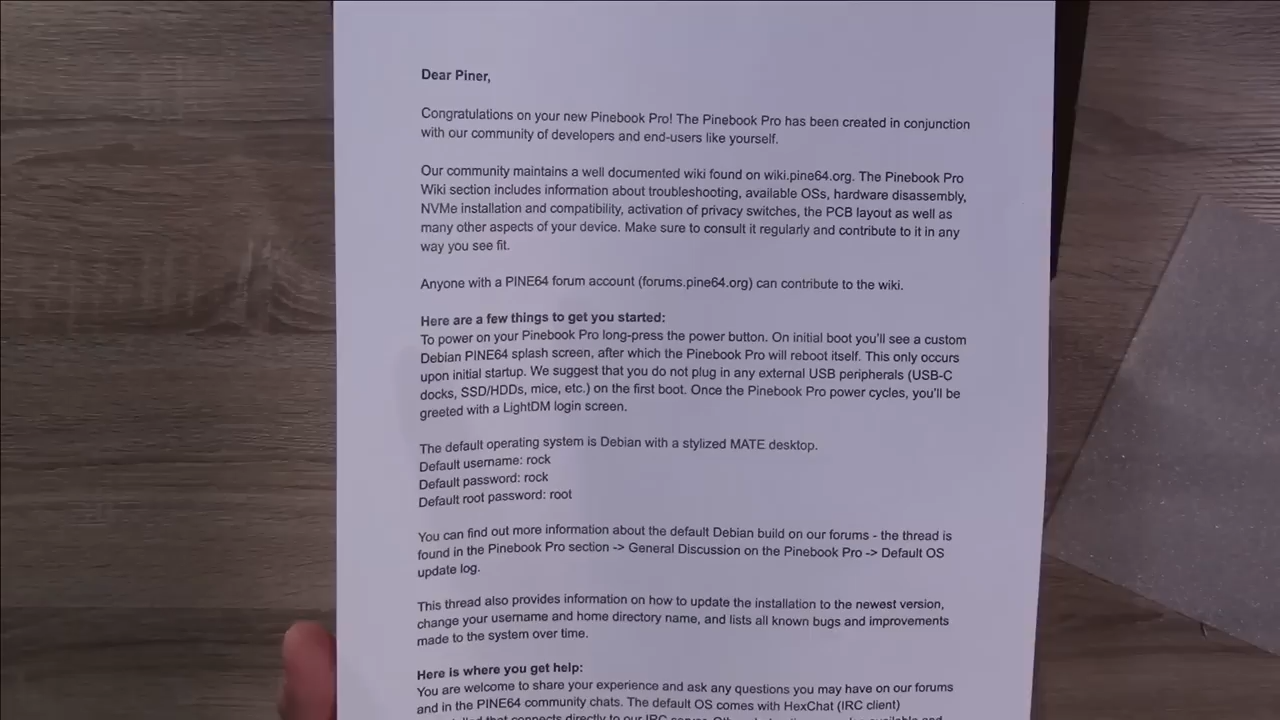 Dear Piner,
Congratulations on your new Pinebook Pro! The Pinebook Pro has been created in conjunction
with our community of developers and end-users like yourself.
Our community maintains a well documented wiki found on wiki.pine64.org. The Pinebook Pro
Wiki section includes information about troubleshooting, available OSs, hardware disassembly,
NVMe installation and compatibility, activation of privacy switches, the PCB layout as well as
many other aspects of your device. Make sure to consult it regularly and contribute to it in any
way you see fit.
Anyone with a PINE64 forum account (forums.pine64.org) can contribute to the wiki.
Here are a few things to get you started:
To power on your Pinebook Pro long-press the power button. On initial boot you'll see a custom
Debian PINE64 splash screen, after which the Pinebook Pro will reboot itself. This only occurs
upon initial startup. We suggest that you do not plug in any external USB peripherals (USB-C
docks, SSD/HDDs, mice, etc.) on the first boot. Once the Pinebook Pro power cycles, you'll be
greeted with a LightDM login screen.
The default operating system is Debian with a stylized MATE desktop.
Default username: rock
Default password: rock
Default root password: root
You can find out more information about the default Debian build on our forums - the thread is
found in the Pinebook Pro section -> General Discussion on the Pinebook Pro -> Default OS
update log.
This thread also provides information on how to update the installation to the newest version,
change your username and home directory name, and lists all known bugs and improvements
made to the system over time.
Here is where you get help:
You are welcome to share your experience and ask any questions you may have on our forums
and in the PINE64 community chats. The default OS comes with HexChat (IRC client)
that connects directly to our IRC